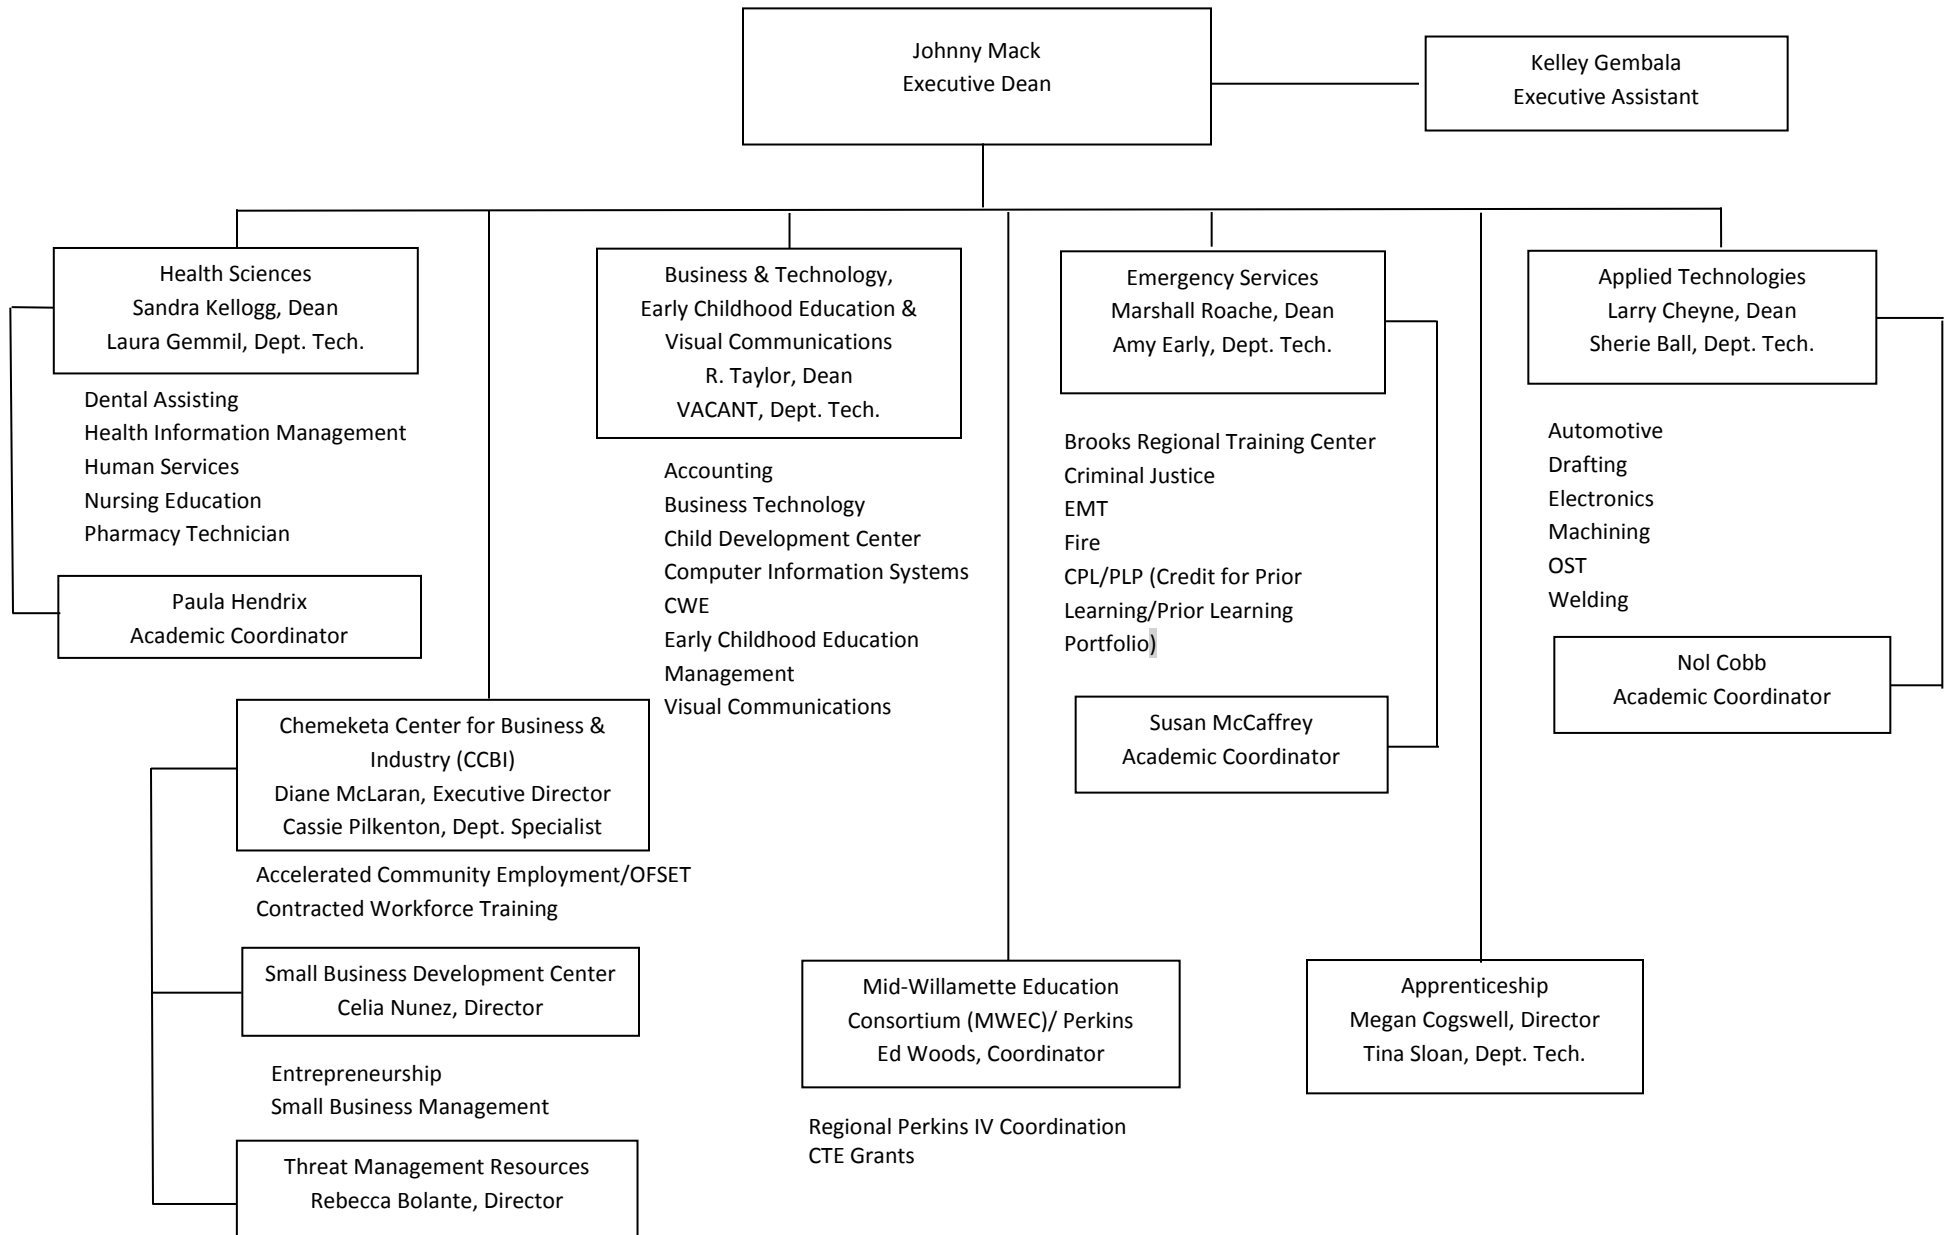 Johnny Mack
Executive Dean
Kelley Gembala
Executive Assistant
Health Sciences
Sandra Kellogg, Dean
Laura Gemmil, Dept. Tech.
Dental Assisting
Health Information Management
Human Services
Nursing Education
Pharmacy Technician
Paula Hendrix
Academic Coordinator
Business & Technology,
Early Childhood Education &
Visual Communications
R. Taylor, Dean
VACANT, Dept. Tech.
Accounting
Business Technology
Child Development Center
Computer Information Systems
CWE
Early Childhood Education
Management
Visual Communications
Emergency Services
Marshall Roache, Dean
Amy Early, Dept. Tech.
Brooks Regional Training Center
Criminal Justice
EMT
Fire
CPL/PLP (Credit for Prior
Learning/Prior Learning
Portfolio)
Susan McCaffrey
Academic Coordinator
Applied Technologies
Larry Cheyne, Dean
Sherie Ball, Dept. Tech.
Automotive
Drafting
Electronics
Machining
OST
Welding
Nol Cobb
Academic Coordinator
Chemeketa Center for Business &
Industry (CCBI)
Diane McLaran, Executive Director
Cassie Pilkenton, Dept. Specialist
Accelerated Community Employment/OFSET
Contracted Workforce Training
Small Business Development Center
Celia Nunez, Director
Entrepreneurship
Small Business Management
Threat Management Resources
Rebecca Bolante, Director
Mid-Willamette Education
Consortium (MWEC)/ Perkins
Ed Woods, Coordinator
Regional Perkins IV Coordination
CTE Grants
Apprenticeship
Megan Cogswell, Director
Tina Sloan, Dept. Tech.